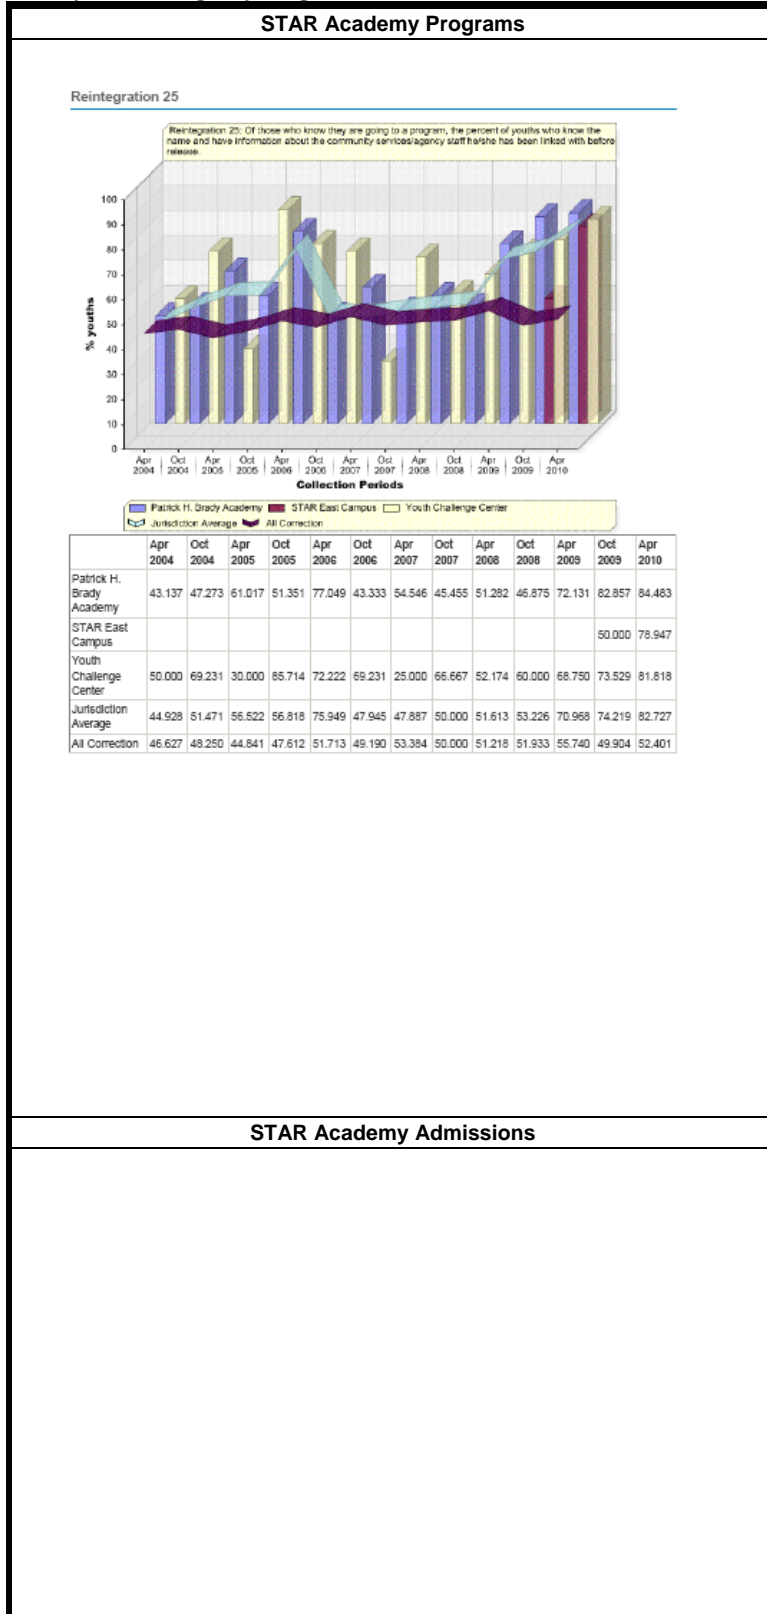 STAR Academy Programs
Reintegration 25
Reintegration 25: Of those who know they are going to a program, the percent of youths who know the
name and have information about the community services/agency staff he/she has been linked with before
release.
100
90
80
70
60
50
40
30
20
10
0
% youths
Apr 2004 Oct 2004 Apr 2005 Oct 2005 Apr 2006 Oct 2006 Apr 2007 Oct 2007 Apr 2008 Oct 2008 Apr 2009 Oct 2009 Apr 2010
Collection Periods
Patrick H. Brady Academy STAR East Campus Youth Challenge Center
Jurisdiction Average All Correction
Apr 2004 Oct 2004 Apr 2005 Oct 2005 Apr 2006 Oct 2006 Apr 2007 Oct 2007 Apr 2008 Oct 2008 Apr 2009 Oct 2009 Apr 2010
Patrick H. Brady Academy 43.137 47.273 61.017 51.351 77.049 43.333 54.546 45.455 51.282 46.875 72.131 82.857 84.483
STAR East Campus 50.000 78.947
Youth Challenge Center 50.000 69.231 30.000 85.714 72.222 69.231 25.000 66.667 52.174 60.000 68.750 73.529 81.818
Jurisdiction Average 44.928 51.471 56.522 56.818 75.949 47.945 47.887 50.000 51.613 53.226 70.968 74.219 82.727
All Correction 46.627 48.250 44.841 47.612 51.713 49.190 53.384 50.000 51.218 51.933 55.740 49.904 52.401
STAR Academy Admissions